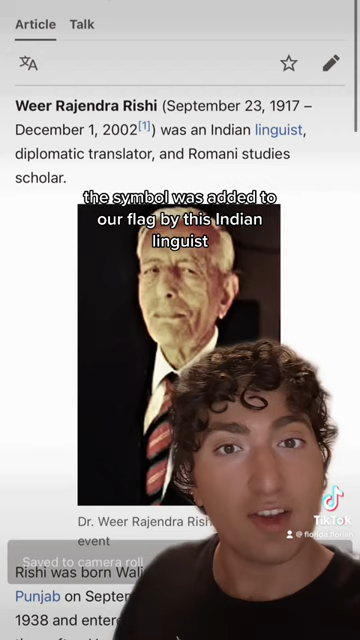 Article Talk
Weer Rajendra Rishi (September 23, 1917 –
December 1, 2002[1]) was an Indian linguist,
diplomatic translator, and Romani studies
scholar.
the symbol was added to
our flag by this Indian
linguist
Dr. Weer Rajendra Rish
event
TikTok
Saved to camera roll
Rishi was born
Punjab on Septem
1938 and entere